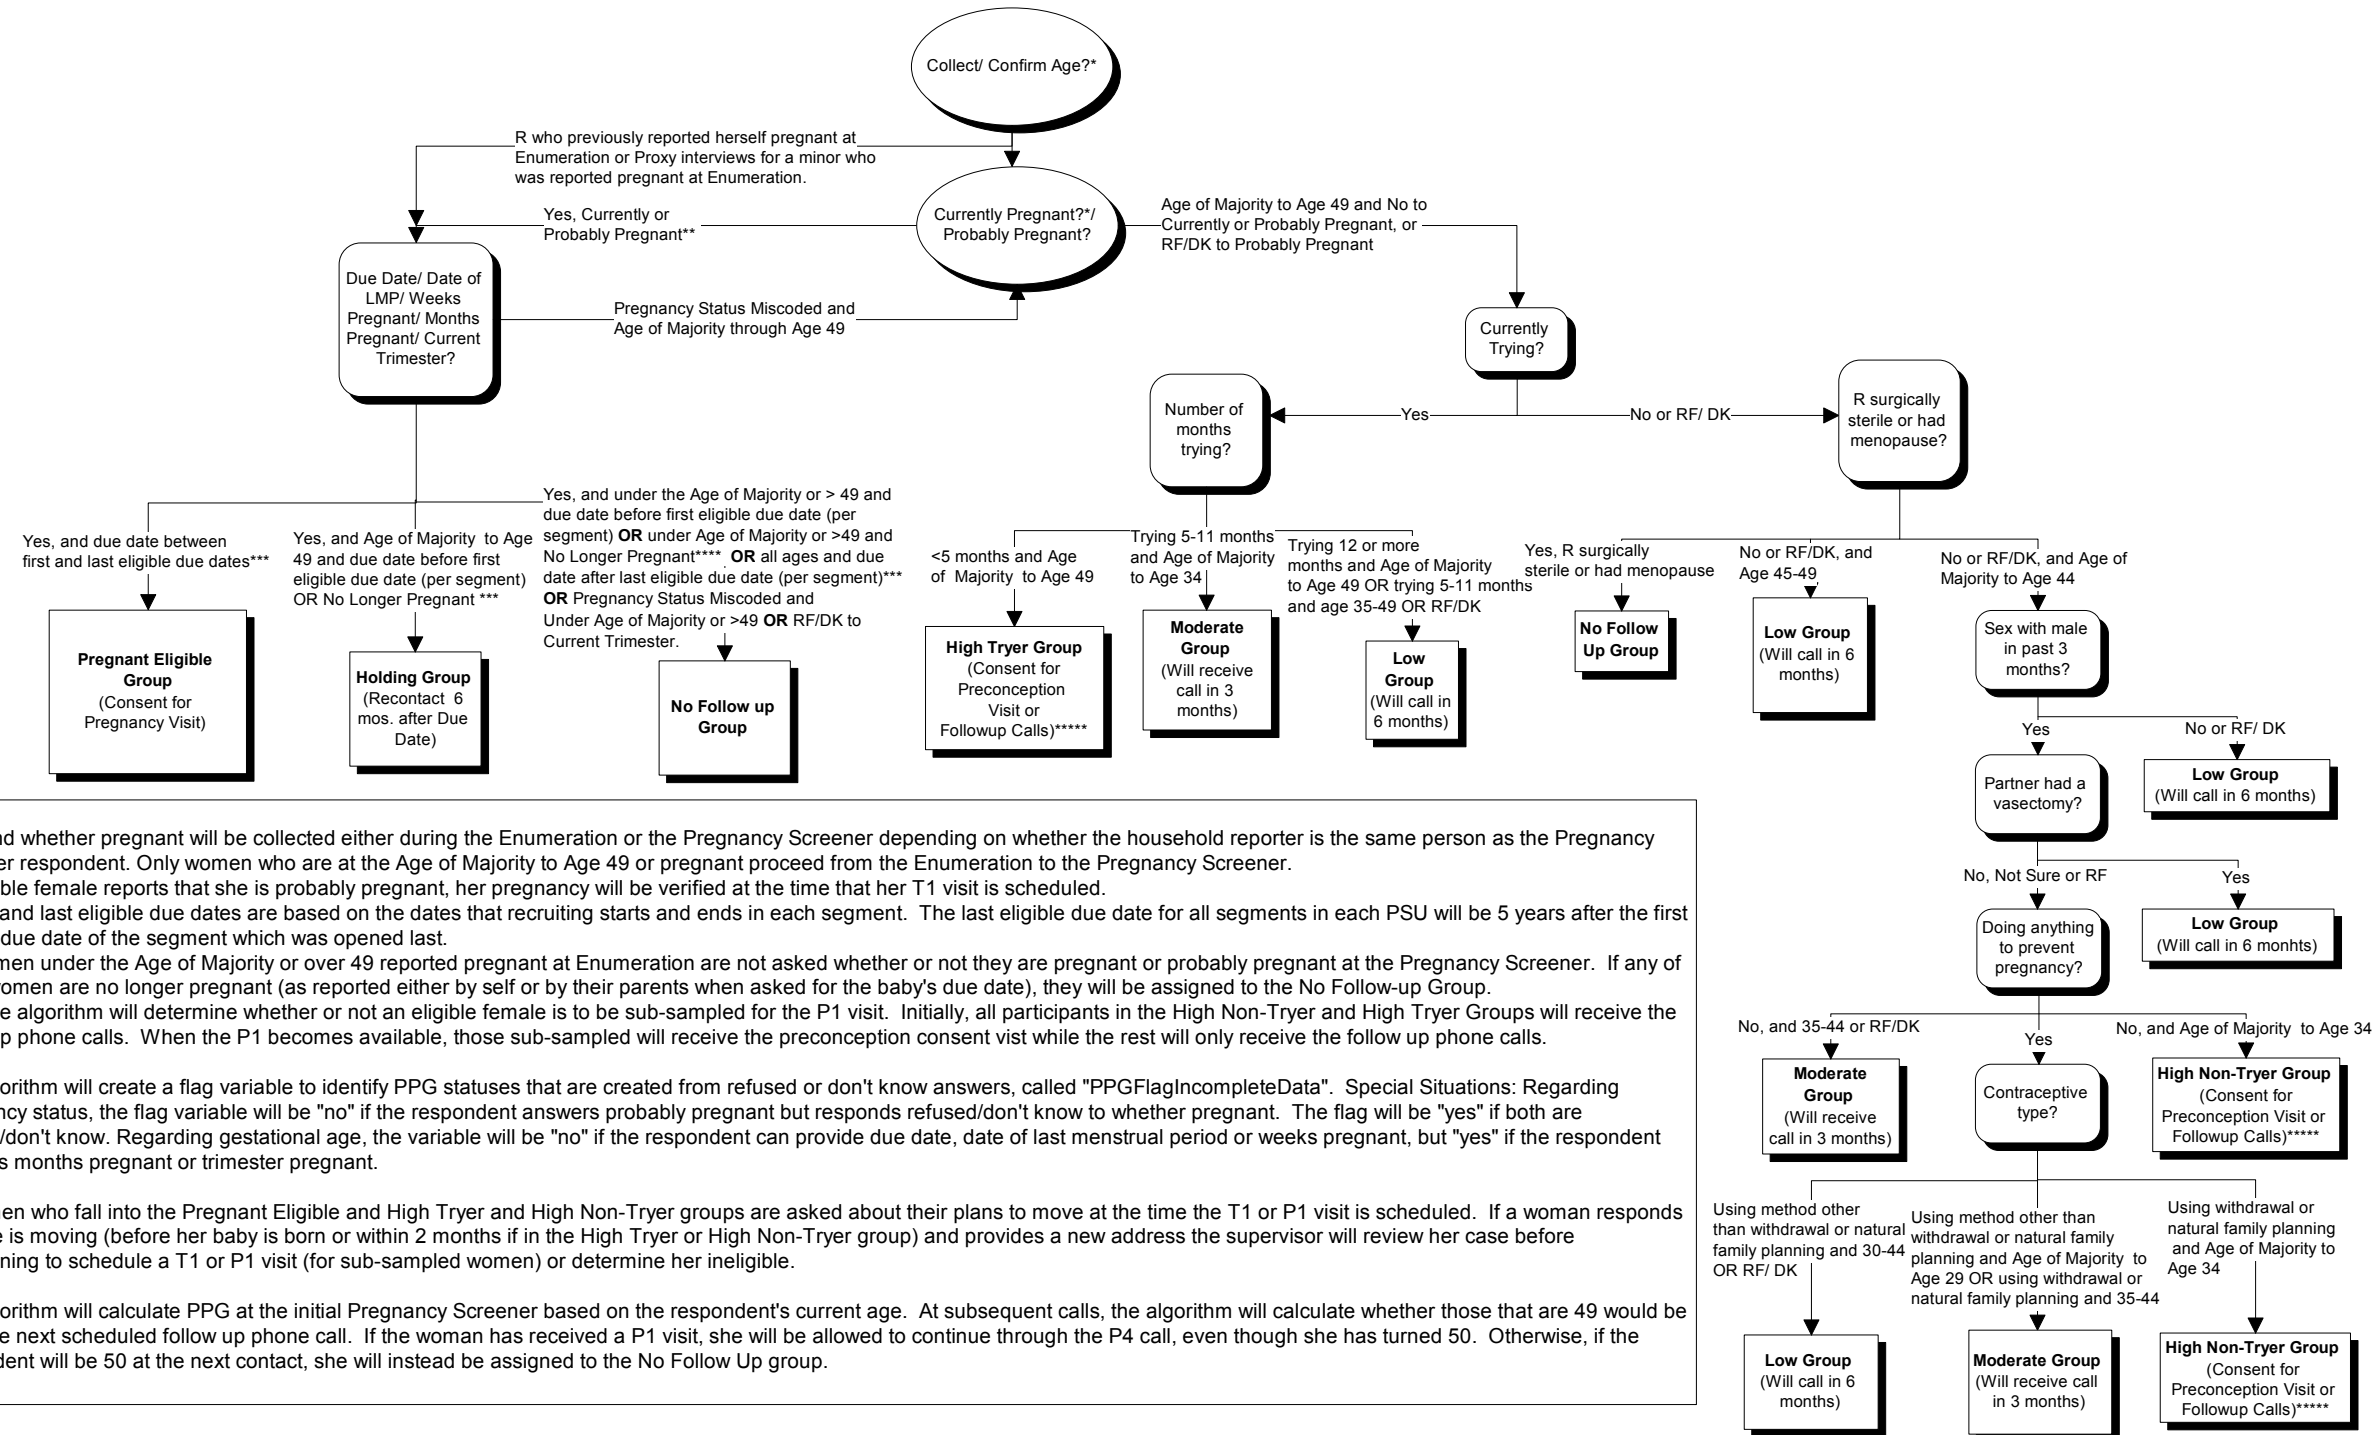 Collect/ Confirm Age?*
R who previously reported herself pregnant at
Enumeration or Proxy interviews for a minor who
was reported pregnant at Enumeration.
Yes, Currently or
Probably Pregnant**
Currently Pregnant?*/
Probably Pregnant?
Age of Majority to Age 49 and No to
Currently or Probably Pregnant, or
RF/DK to Probably Pregnant
Due Date/ Date of
LMP/ Weeks
Pregnant/ Months
Pregnant/ Current
Trimester?
Pregnancy Status Miscoded and
Age of Majority through Age 49
Currently
Trying?
Number of
months
trying?
Yes
No or RF/ DK
R surgically
sterile or had
menopause?
Yes, and due date between
first and last eligible due dates***
Yes, and Age of Majority to Age
49 and due date before first
eligible due date (per segment)
OR No Longer Pregnant ***
Yes, and under the Age of Majority or > 49 and
due date before first eligible due date (per
segment) OR under Age of Majority or >49 and
No Longer Pregnant**** OR all ages and due
date after last eligible due date (per segment)***
OR Pregnancy Status Miscoded and
Under Age of Majority or >49 OR RF/DK to
Current Trimester.
<5 months and Age
of Majority to Age 49
Trying 5-11 months
and Age of Majority
to Age 34
Trying 12 or more
months and Age of Majority
to Age 49 OR trying 5-11 months
and age 35-49 OR RF/DK
Yes, R surgically
sterile or had menopause
No or RF/DK, and
Age 45-49
No or RF/DK, and Age of
Majority to Age 44
Pregnant Eligible
Group
(Consent for
Pregnancy Visit)
Holding Group
(Recontact 6
mos. after Due
Date)
No Follow up
Group
High Tryer Group
(Consent for
Preconception
Visit or
Followup Calls)*****
Moderate
Group
(Will receive
call in 3
months)
Low
Group
(Will call in
6 months)
No Follow
Up Group
Low Group
(Will call in 6
months)
Sex with male
in past 3
months?
Yes
No or RF/ DK
Partner had a
vasectomy?
Low Group
(Will call in 6 months)
No, Not Sure or RF
Yes
Doing anything
to prevent
pregnancy?
Low Group
(Will call in 6 monhts)
No, and 35-44 or RF/DK
Yes
No, and Age of Majority to Age 34
Moderate
Group
(Will receive
call in 3 months)
Contraceptive
type?
High Non-Tryer Group
(Consent for
Preconception Visit or
Followup Calls)*****
Using method other
than withdrawal or natural
family planning and 30-44
OR RF/ DK
Using method other than
withdrawal or natural family
planning and Age of Majority to
Age 29 OR using withdrawal or
natural family planning and 35-44
Using withdrawal or
natural family planning
and Age of Majority to
Age 34
Low Group
(Will call in 6
months)
Moderate Group
(Will receive call
in 3 months)
High Non-Tryer Group
(Consent for
Preconception Visit or
Followup Calls)*****
whether pregnant will be collected either during the Enumeration or the Pregnancy Screener depending on whether the household reporter is the same person as the Pregnancy
respondent. Only women who are at the Age of Majority to Age 49 or pregnant proceed from the Enumeration to the Pregnancy Screener.
female reports that she is probably pregnant, her pregnancy will be verified at the time that her T1 visit is scheduled.
and last eligible due dates are based on the dates that recruiting starts and ends in each segment. The last eligible due date for all segments in each PSU will be 5 years after the first
due date of the segment which was opened last.
under the Age of Majority or over 49 reported pregnant at Enumeration are not asked whether or not they are pregnant or probably pregnant at the Pregnancy Screener. If any of
women are no longer pregnant (as reported either by self or by their parents when asked for the baby's due date), they will be assigned to the No Follow-up Group.
algorithm will determine whether or not an eligible female is to be sub-sampled for the P1 visit. Initially, all participants in the High Non-Tryer and High Tryer Groups will receive the
phone calls. When the P1 becomes available, those sub-sampled will receive the preconception consent vist while the rest will only receive the follow up phone calls.
will create a flag variable to identify PPG statuses that are created from refused or don't know answers, called "PPGFlagIncompleteData". Special Situations: Regarding
status, the flag variable will be "no" if the respondent answers probably pregnant but responds refused/don't know to whether pregnant. The flag will be "yes" if both are
/don't know. Regarding gestational age, the variable will be "no" if the respondent can provide due date, date of last menstrual period or weeks pregnant, but "yes" if the respondent
months pregnant or trimester pregnant.
who fall into the Pregnant Eligible and High Tryer and High Non-Tryer groups are asked about their plans to move at the time the T1 or P1 visit is scheduled. If a woman responds
is moving (before her baby is born or within 2 months if in the High Tryer or High Non-Tryer group) and provides a new address the supervisor will review her case before
to schedule a T1 or P1 visit (for sub-sampled women) or determine her ineligible.
will calculate PPG at the initial Pregnancy Screener based on the respondent's current age. At subsequent calls, the algorithm will calculate whether those that are 49 would be
next scheduled follow up phone call. If the woman has received a P1 visit, she will be allowed to continue through the P4 call, even though she has turned 50. Otherwise, if the
will be 50 at the next contact, she will instead be assigned to the No Follow Up group.